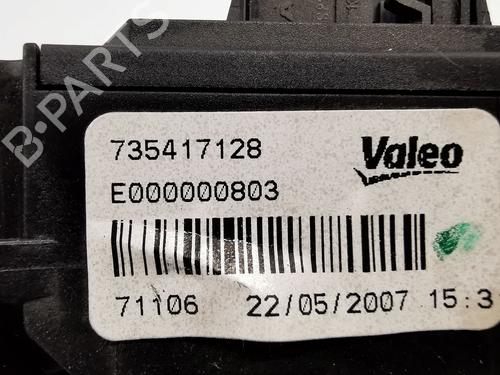 735417128
Valeo
E000000803
71106 22/05/2007 15:3
B-PARTS